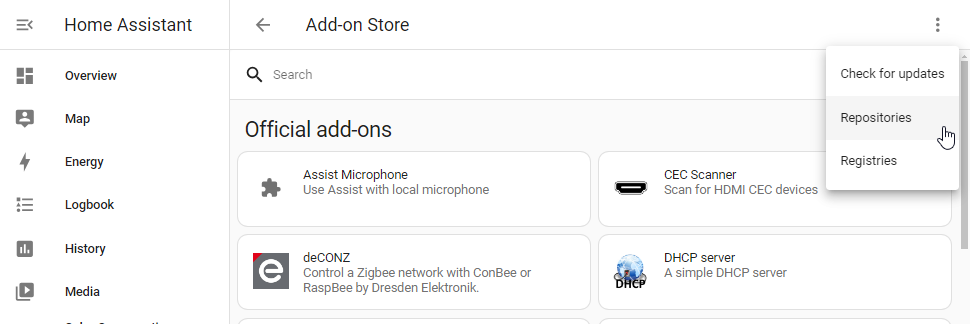 Home Assistant
Add-on Store
Overview
Map
Energy
Logbook
History
Media
Search
Check for updates
Repositories
Registries
Official add-ons
Assist Microphone
Use Assist with local microphone
CEC Scanner
Scan for HDMI CEC devices
deCONZ
Control a Zigbee network with ConBee or
RaspBee by Dresden Elektronik.
DHCP
DHCP server
A simple DHCP server